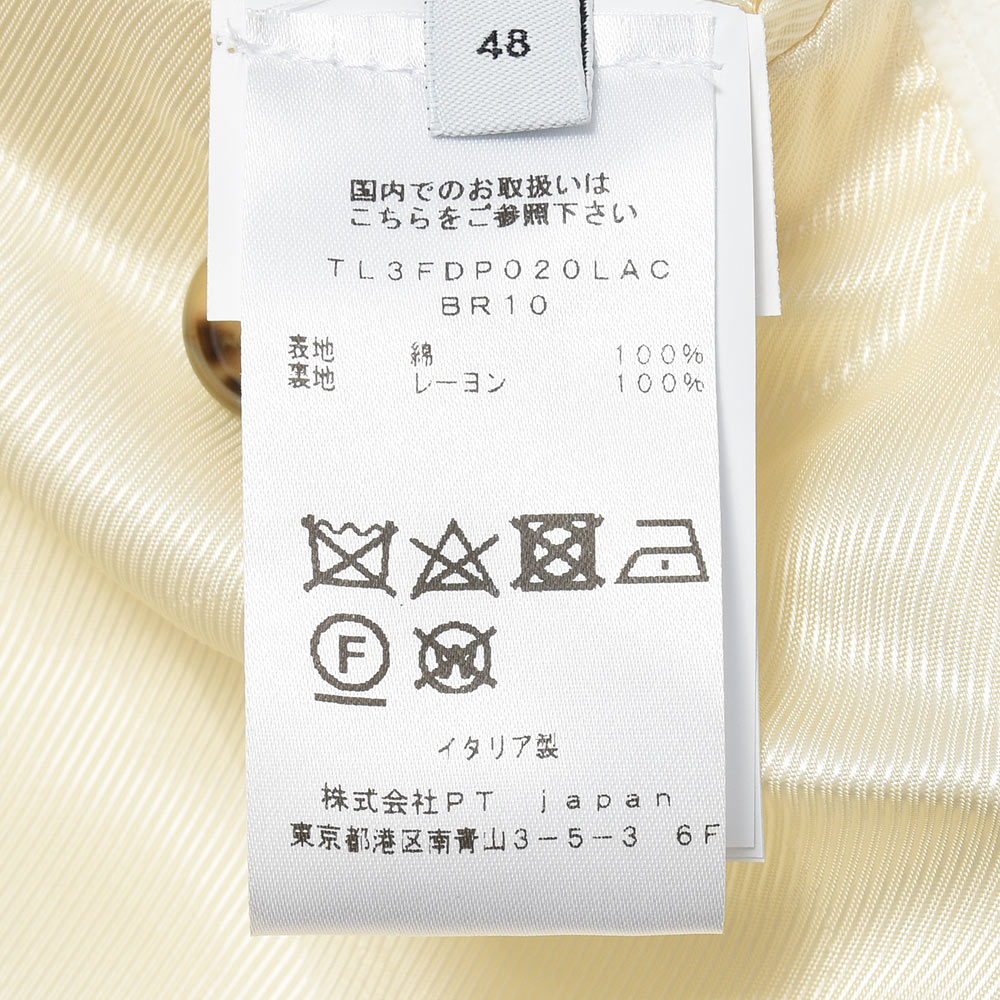 48
国内でのお取扱いは
こちらをご参照下さい
TL3FDP020LAC
BR10
表地 綿 100%
裏地 レーヨン 100%
F
W
イタリア製
株式会社PT japan
東京都港区南青山3-5-3 6F